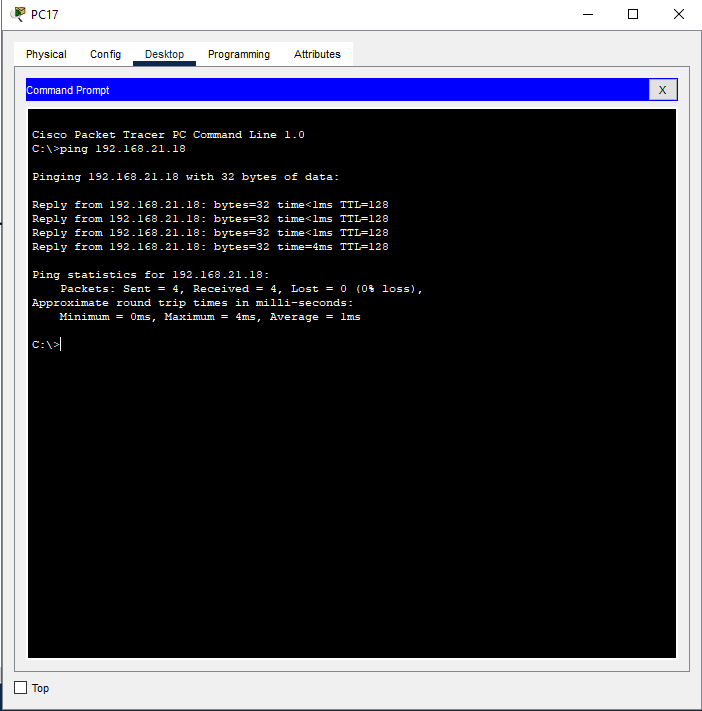 PC17
Physical Config Desktop Programming Attributes
Command Prompt X
Cisco Packet Tracer PC Command Line 1.0
C:\>ping 192.168.21.18
Pinging 192.168.21.18 with 32 bytes of data:
Reply from 192.168.21.18: bytes=32 time<1ms TTL=128
Reply from 192.168.21.18: bytes=32 time<1ms TTL=128
Reply from 192.168.21.18: bytes=32 time<1ms TTL=128
Reply from 192.168.21.18: bytes=32 time=4ms TTL=128
Ping statistics for 192.168.21.18:
    Packets: Sent = 4, Received = 4, Lost = 0 (0% loss),
Approximate round trip times in milli-seconds:
    Minimum = 0ms, Maximum = 4ms, Average = 1ms
C:\>
Top